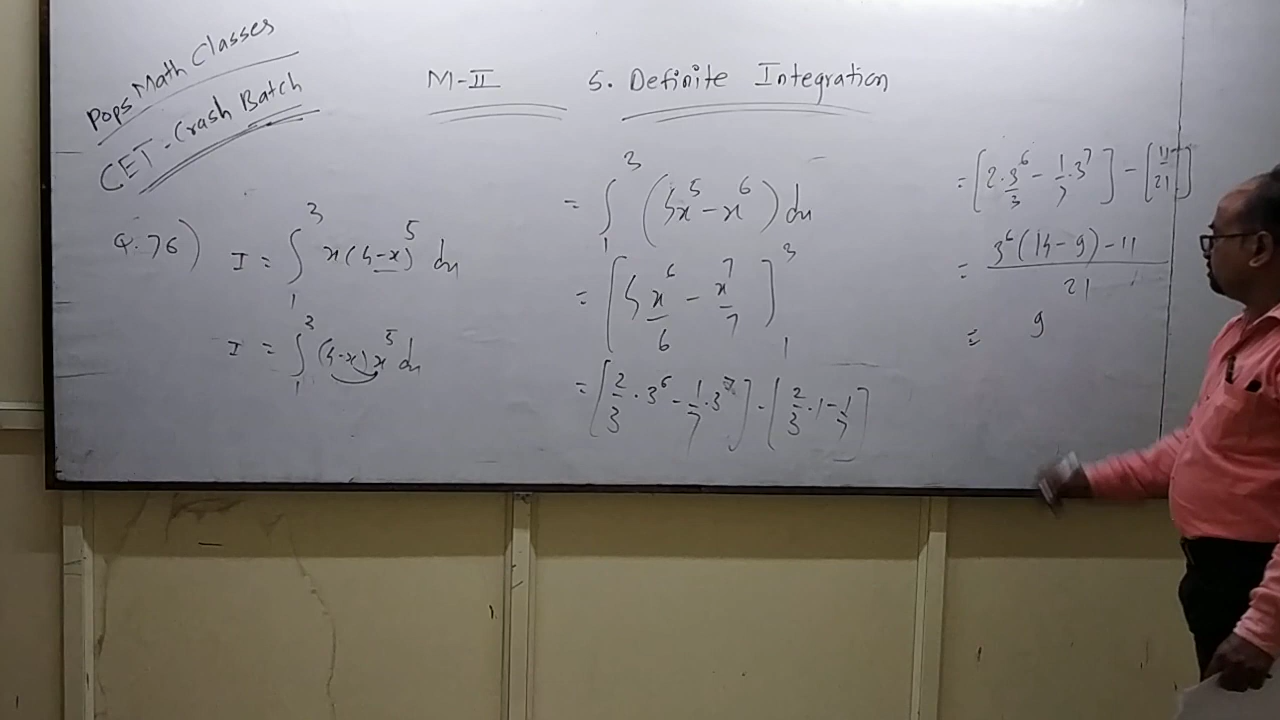 Pops Math Classes
CET-Crash Batch
M-II
5. Definite Integration
Q.76) I = ∫₁³ x(4-x)⁵ dx
I = ∫₁³ (4-x)x⁵ dx
= ∫₁³ (4x⁵ - x⁶) dx
= [4 x⁶/6 - x⁷/7]₁³
= [2/3 · 3⁶ - 1/7 · 3⁷] - [2/3 · 1 - 1/7]
= [2 · 3⁶/3 - 1/7 · 3⁷] - [11/21]
= 3⁶(14 - 9) - 11 / 21
= 9